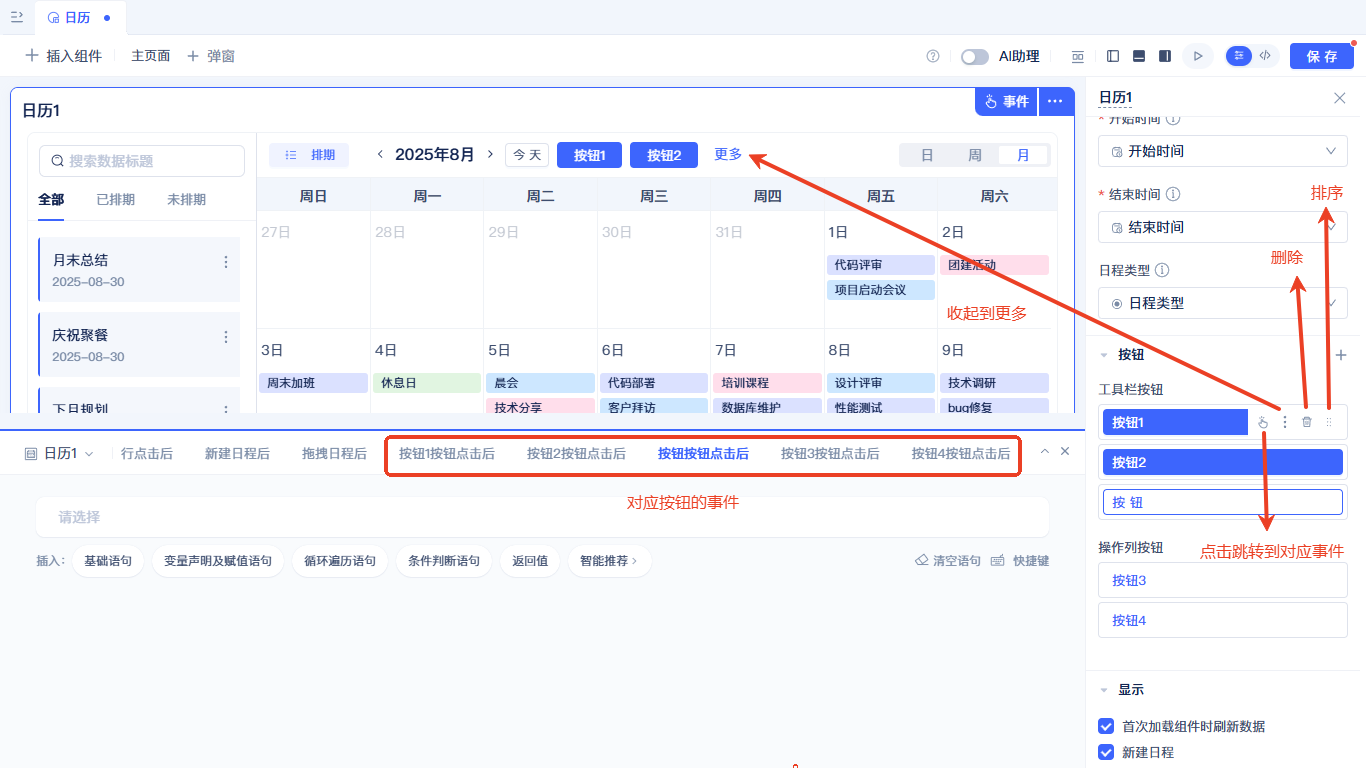 日历
插入组件
主页面
弹窗
AI助理
保 存
日历1
事件
搜索数据标题
全部
已排期
未排期
月末总结
2025-08-30
庆祝聚餐
2025-08-30
下月规划
排期
2025年8月
今 天
按钮1
按钮2
更多
日
周
月
周日
周一
周二
周三
周四
周五
周六
27日
28日
29日
30日
31日
1日
2日
代码评审
团建活动
项目启动会议
收起到更多
3日
4日
5日
6日
7日
8日
9日
周末加班
休息日
晨会
代码部署
培训课程
设计评审
技术调研
技术分享
客户拜访
数据库维护
性能测试
bug修复
日历1
行点击后
新建日程后
拖拽日程后
按钮1按钮点击后
按钮2按钮点击后
按钮按钮点击后
按钮3按钮点击后
按钮4按钮点击后
对应按钮的事件
请选择
插入:
基础语句
变量声明及赋值语句
循环遍历语句
条件判断语句
返回值
智能推荐
清空语句
快捷键
日历1
* 开始时间
开始时间
* 结束时间
排序
结束时间
删除
日程类型
日程类型
按钮
工具栏按钮
按钮1
按钮2
按 钮
操作列按钮
点击跳转到对应事件
按钮3
按钮4
显示
首次加载组件时刷新数据
新建日程